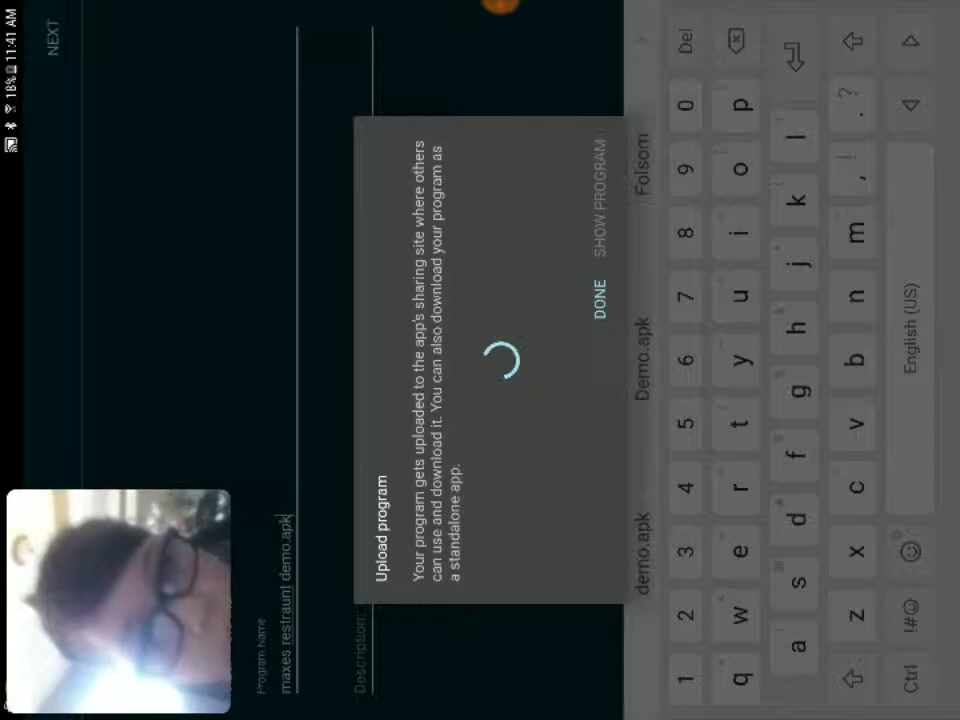 18% 11:41 AM
NEXT
Program Name
maxes restraunt demo.apk
Description
Upload program
Your program gets uploaded to the app's sharing site where others
can use and download it. You can also download your program as
a standalone app.
DONE SHOW PROGRAM
demo.apk Demo.apk Folsom
1 2 3 4 5 6 7 8 9 0 Del
q w e r t y u i o p
a s d f g h j k l
z x c v b n m , ! . ?
Ctrl !#☺ English (US)